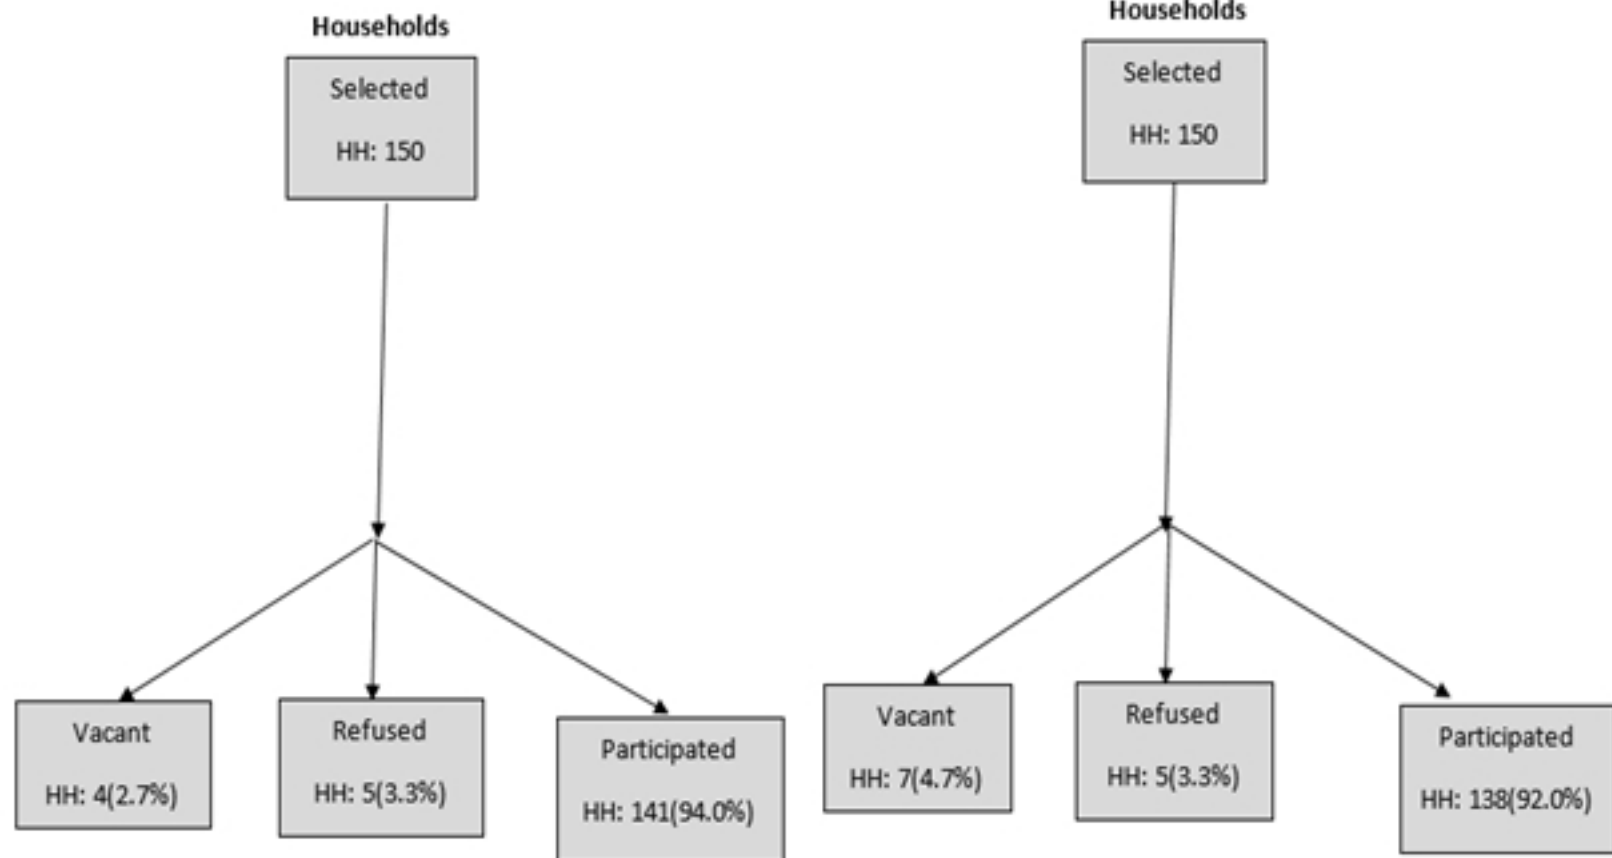 Households
Selected
HH: 150
Vacant
HH: 4(2.7%)
Refused
HH: 5(3.3%)
Participated
HH: 141(94.0%)
Households
Selected
HH: 150
Vacant
HH: 7(4.7%)
Refused
HH: 5(3.3%)
Participated
HH: 138(92.0%)